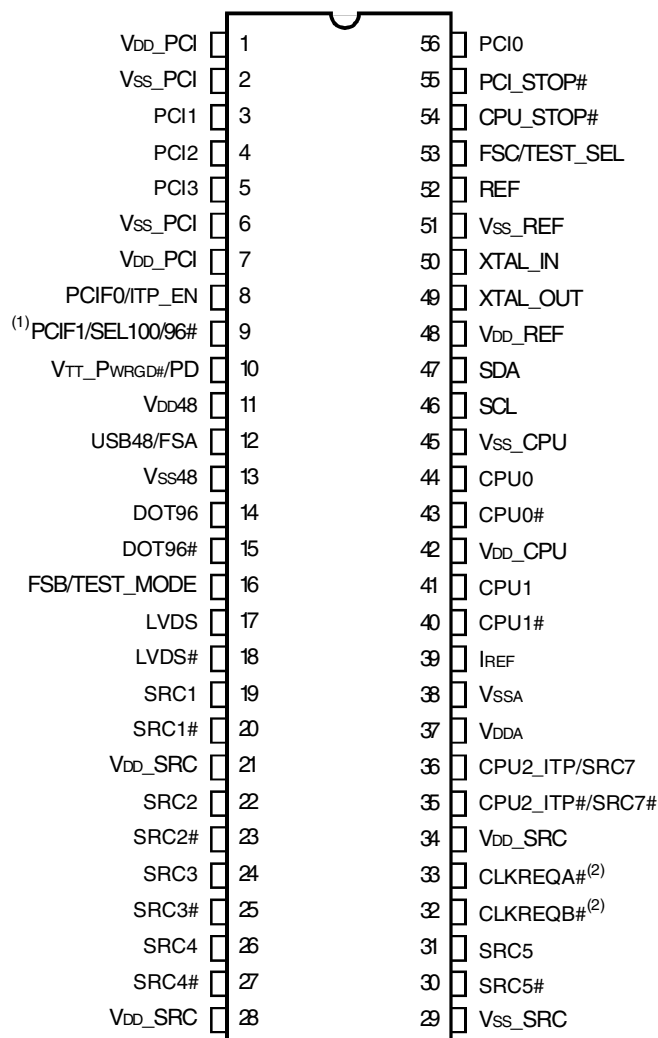 VDD_PCI 1 56 PCI0
VSS_PCI 2 55 PCI_STOP#
PCI1 3 54 CPU_STOP#
PCI2 4 53 FSC/TEST_SEL
PCI3 5 52 REF
VSS_PCI 6 51 VSS_REF
VDD_PCI 7 50 XTAL_IN
PCIF0/ITP_EN 8 49 XTAL_OUT
(1)PCIF1/SEL100/96# 9 48 VDD_REF
VTT_PWRGD#/PD 10 47 SDA
VDD48 11 46 SCL
USB48/FSA 12 45 VSS_CPU
VSS48 13 44 CPU0
DOT96 14 43 CPU0#
DOT96# 15 42 VDD_CPU
FSB/TEST_MODE 16 41 CPU1
LVDS 17 40 CPU1#
LVDS# 18 39 IREF
SRC1 19 38 VSSA
SRC1# 20 37 VDDA
VDD_SRC 21 36 CPU2_ITP/SRC7
SRC2 22 35 CPU2_ITP#/SRC7#
SRC2# 23 34 VDD_SRC
SRC3 24 33 CLKREQA#(2)
SRC3# 25 32 CLKREQB#(2)
SRC4 26 31 SRC5
SRC4# 27 30 SRC5#
VDD_SRC 28 29 VSS_SRC